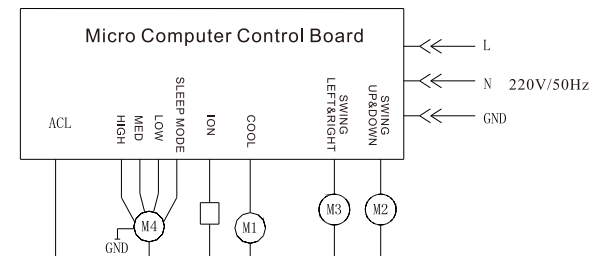 Micro Computer Control Board
L
N 220V/50Hz
GND
ACL
HIGH
MED
LOW
SLEEP MODE
ION
COOL
SWING
LEFT&RIGHT
SWING
UP&DOWN
M4
M1
M3
M2
GND